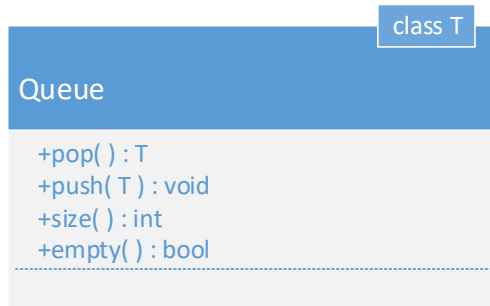 class T
Queue
+pop( ) : T
+push( T ) : void
+size( ) : int
+empty( ) : bool